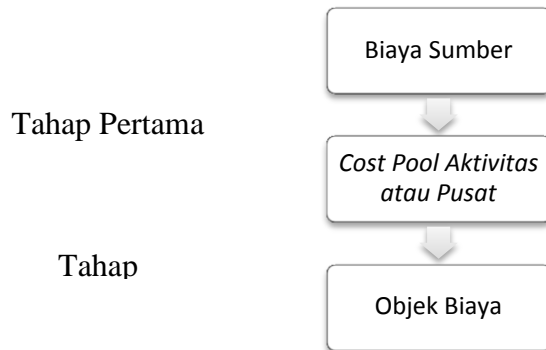 Biaya Sumber
Tahap Pertama
Cost Pool Aktivitas
atau Pusat
Tahap
Objek Biaya